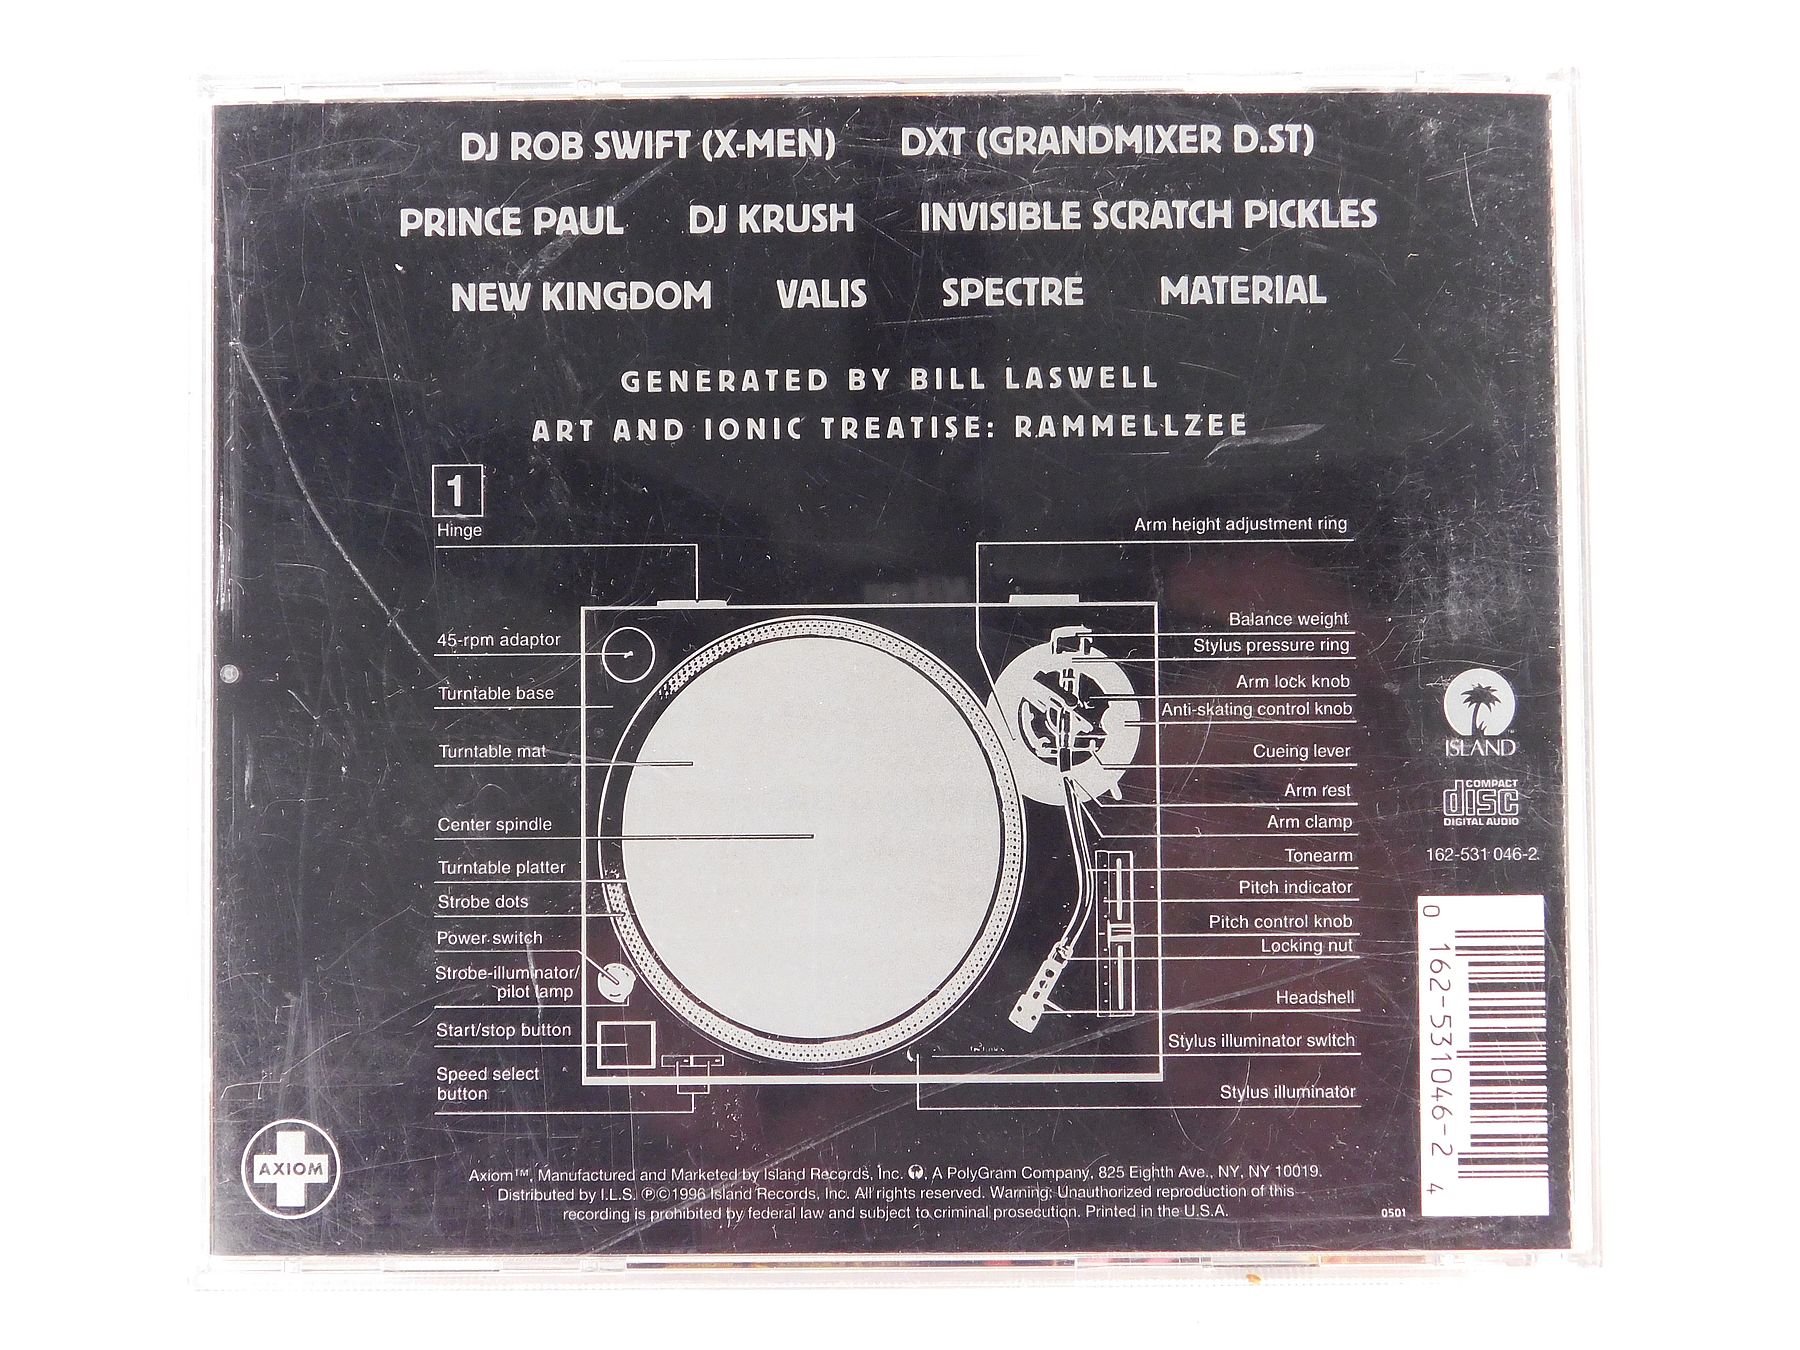 DJ ROB SWIFT (X-MEN) DXT (GRANDMIXER D.ST)
PRINCE PAUL DJ KRUSH INVISIBLE SCRATCH PICKLES
NEW KINGDOM VALIS SPECTRE MATERIAL
GENERATED BY BILL LASWELL
ART AND IONIC TREATISE: RAMMELLZEE
1
Hinge
45-rpm adaptor
Turntable base
Turntable mat
Center spindle
Turntable platter
Strobe dots
Power switch
Strobe-illuminator/
pilot lamp
Start/stop button
Speed select
button
Arm height adjustment ring
Balance weight
Stylus pressure ring
Arm lock knob
Anti-skating control knob
Cueing lever
Arm rest
Arm clamp
Tonearm
Pitch indicator
Pitch control knob
Locking nut
Headshell
Stylus illuminator switch
Stylus illuminator
ISLAND
COMPACT
disc
DIGITAL AUDIO
162-531 046-2
0 162-531046-2 4
AXIOM
Axiom™, Manufactured and Marketed by Island Records, Inc. , A PolyGram Company, 825 Eighth Ave., NY, NY 10019.
Distributed by I.L.S. ℗©1996 Island Records, Inc. All rights reserved. Warning: Unauthorized reproduction of this
recording is prohibited by federal law and subject to criminal prosecution. Printed in the U.S.A.
0501